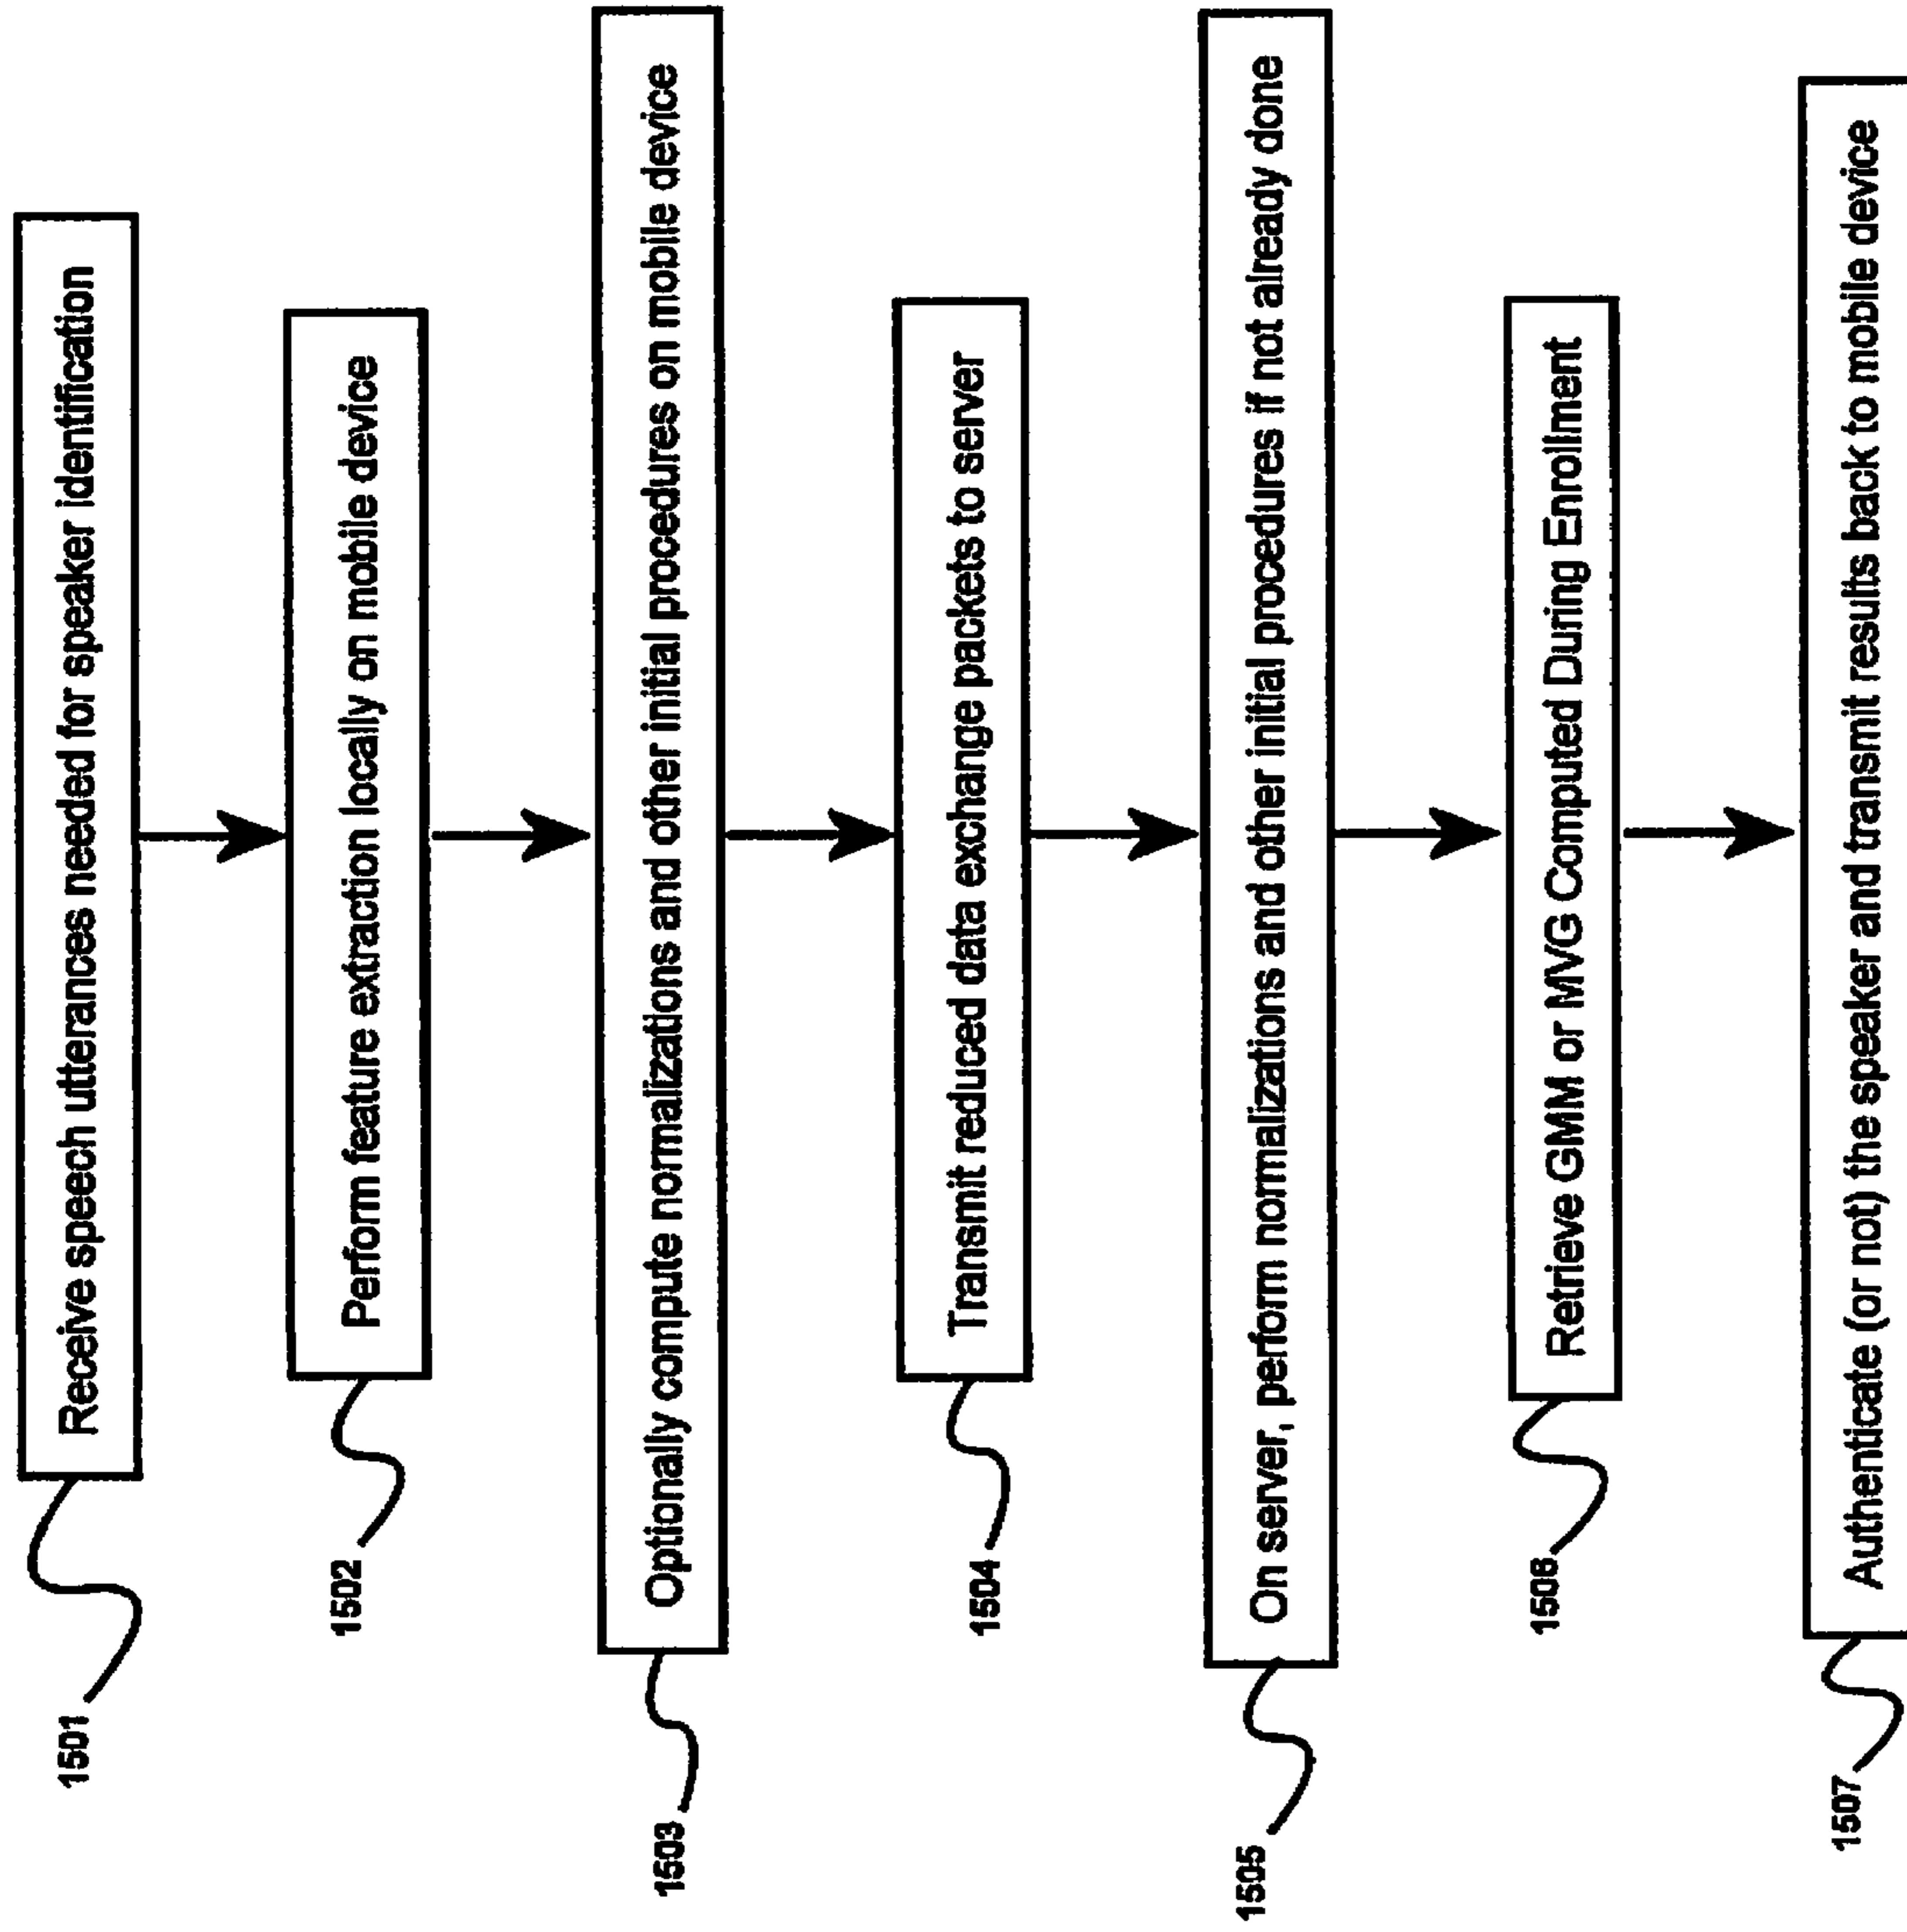 1501
Receive speech utterances needed for speaker identification
1502
Perform feature extraction locally on mobile device
1503
Optionally compute normalizations and other initial procedures on mobile device
1504
Transmit reduced data exchange packets to server
1505
On server, perform normalizations and other initial procedures if not already done
1506
Retrieve GMM or MVG Computed During Enrollment
1507
Authenticate (or not) the speaker and transmit results back to mobile device